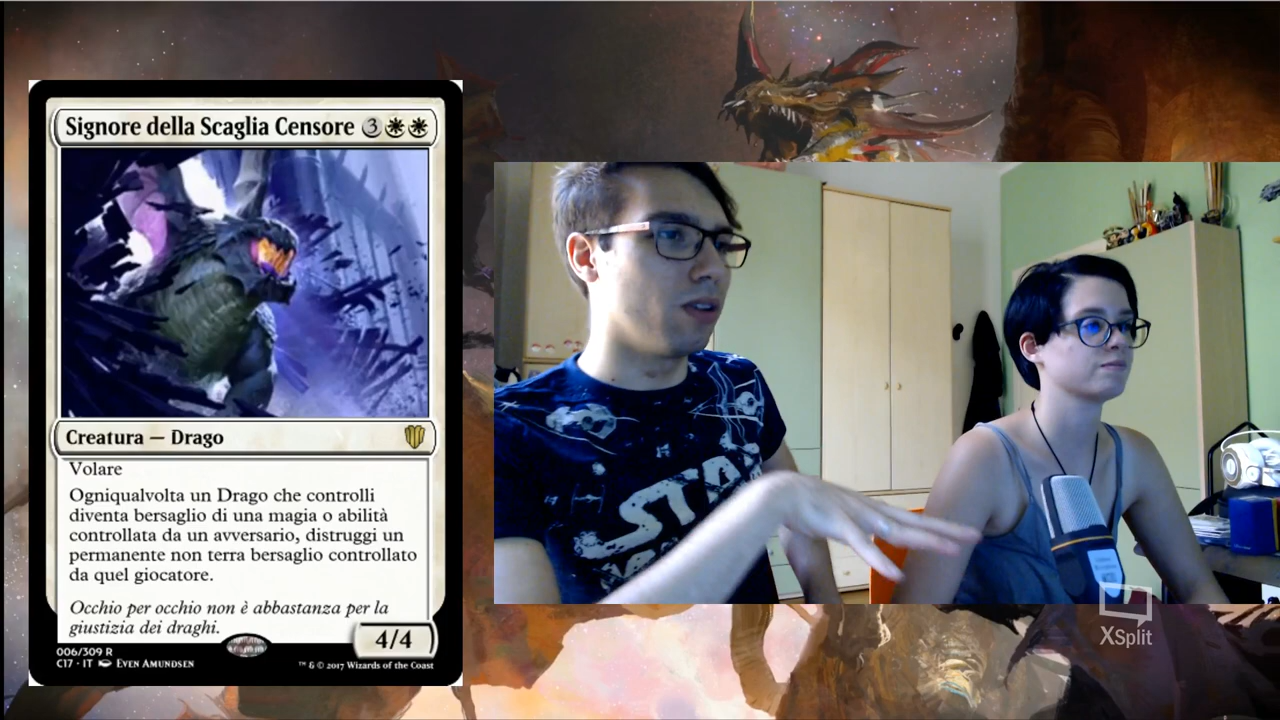 Signore della Scaglia Censore 3
Creatura — Drago
Volare
Ogniqualvolta un Drago che controlli
diventa bersaglio di una magia o abilità
controllata da un avversario, distruggi un
permanente non terra bersaglio controllato
da quel giocatore.
Occhio per occhio non è abbastanza per la
giustizia dei draghi.
4/4
006/309 R
C17 · IT EVEN AMUNDSEN
™ & © 2017 Wizards of the Coast
STAR
XSplit